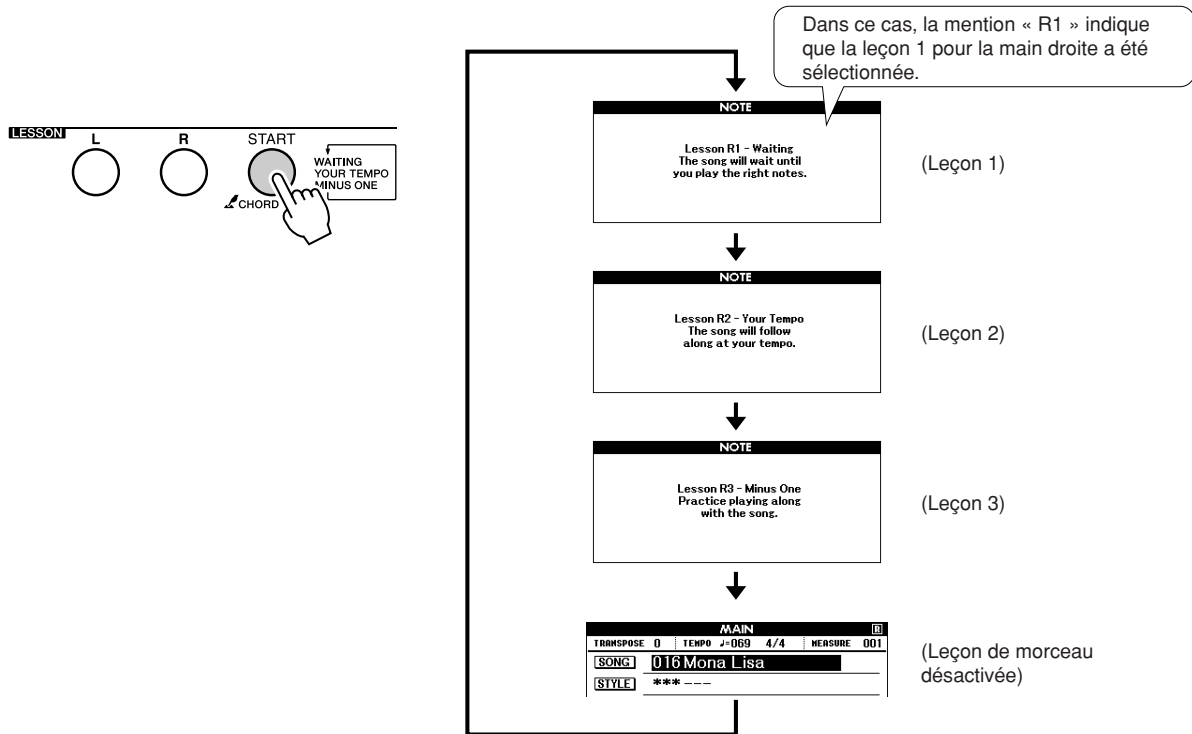 Dans ce cas, la mention « R1 » indique
que la leçon 1 pour la main droite a été
sélectionnée.
LESSON
L R START
WAITING
YOUR TEMPO
MINUS ONE
CHORD
NOTE
Lesson R1 - Waiting
The song will wait until
you play the right notes.
(Leçon 1)
NOTE
Lesson R2 - Your Tempo
The song will follow
along at your tempo.
(Leçon 2)
NOTE
Lesson R3 - Minus One
Practice playing along
with the song.
(Leçon 3)
MAIN R
TRANSPOSE 0 TEMPO ♩=069 4/4 MEASURE 001
SONG 016 Mona Lisa
STYLE ***---
(Leçon de morceau
désactivée)